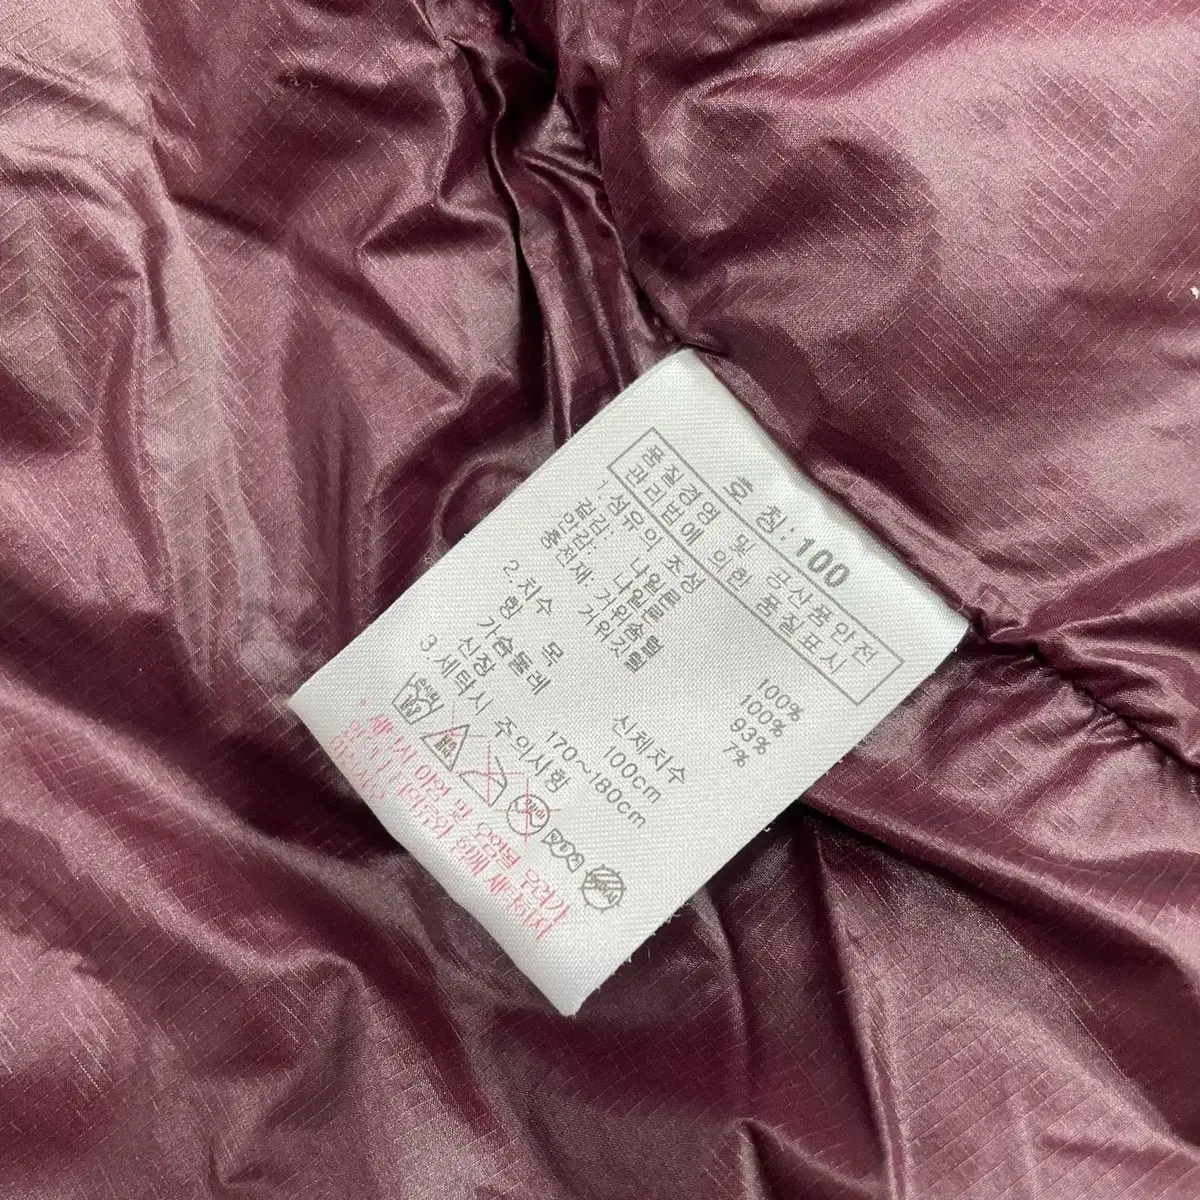 호 칭: 100
품질경영 및 공산품안전
관리법에 의한 품질표시
1.섬유의 조성
겉감: 나일론 100%
안감: 나일론 100%
충전재: 거위솜털 93%
거위깃털 7%
2.치수
항 목 신체치수
가슴둘레 100cm
신장 170~180cm
3.세탁시 주의사항